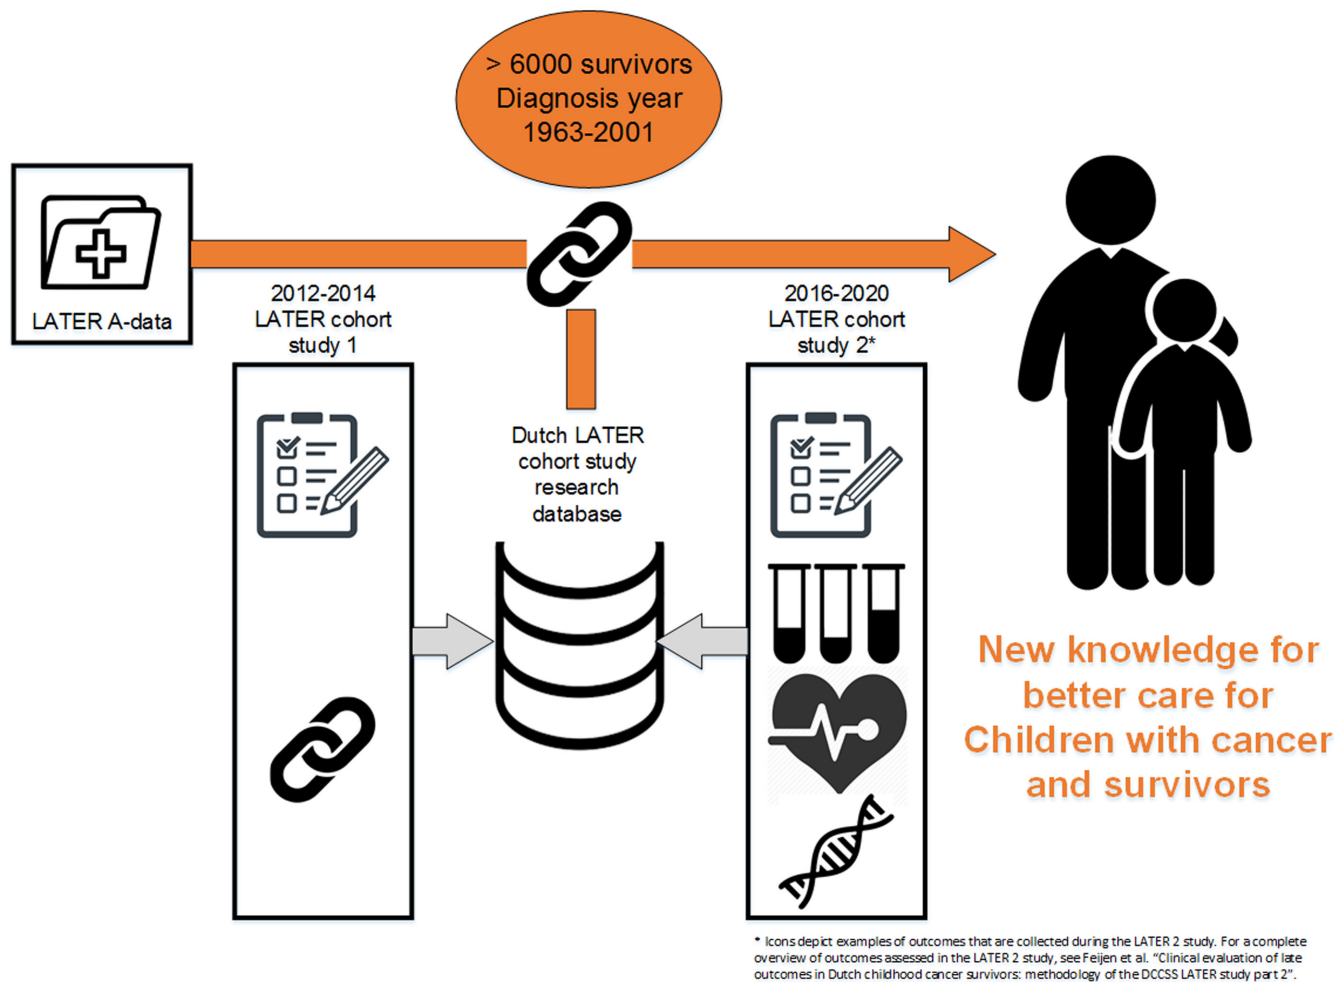 > 6000 survivors
Diagnosis year
1963-2001
LATER A-data
2012-2014
LATER cohort
study 1
2016-2020
LATER cohort
study 2*
Dutch LATER
cohort study
research
database
New knowledge for
better care for
Children with cancer
and survivors
* Icons depict examples of outcomes that are collected during the LATER 2 study. For a complete
overview of outcomes assessed in the LATER 2 study, see Feijen et al. “Clinical evaluation of late
outcomes in Dutch childhood cancer survivors: methodology of the DCCSS LATER study part 2”.